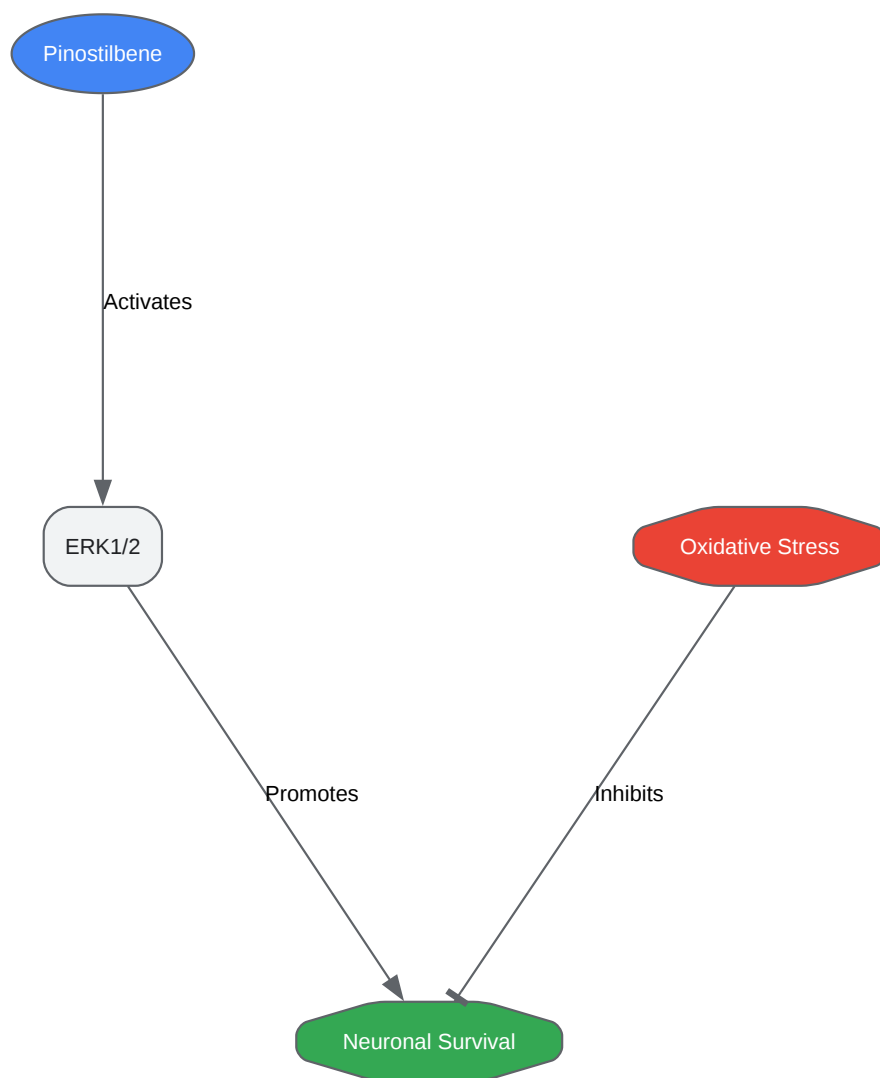 Pinostilbene
Activates
ERK1/2
Oxidative Stress
Promotes
Inhibits
Neuronal Survival